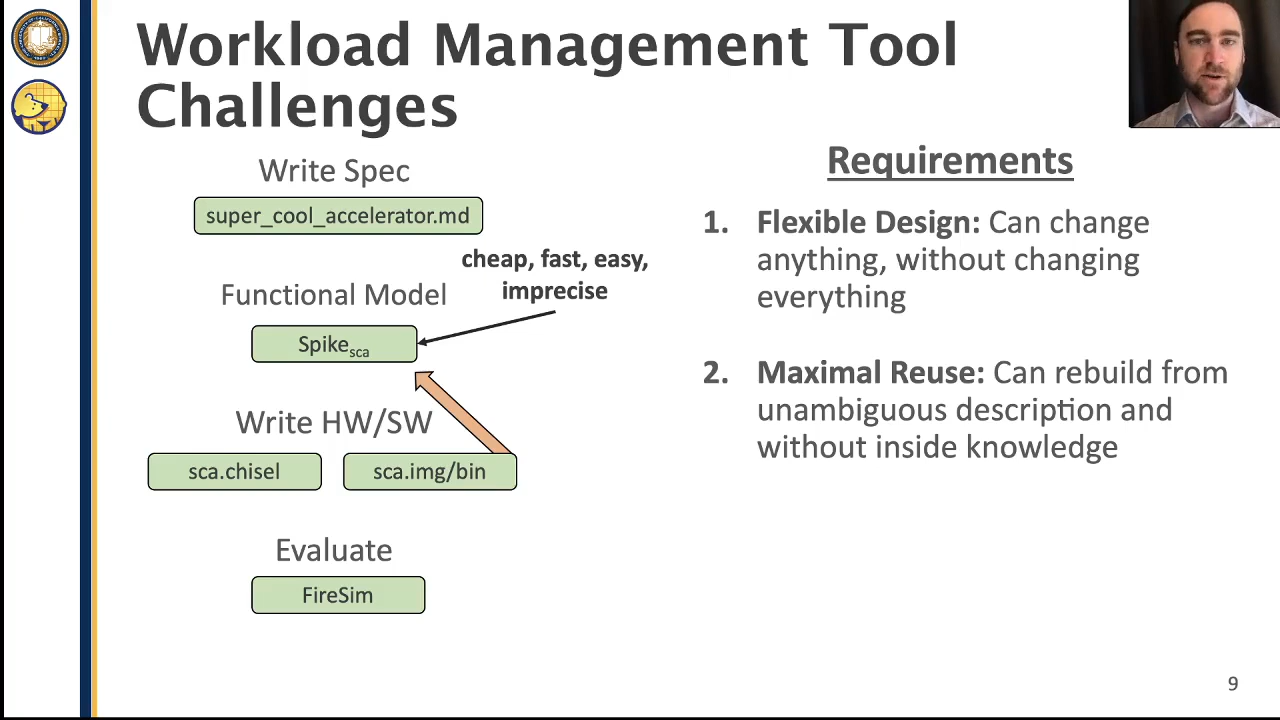 Workload Management Tool
Challenges
Write Spec
super_cool_accelerator.md
cheap, fast, easy,
imprecise
Functional Model
Spikesca
Write HW/SW
sca.chisel
sca.img/bin
Evaluate
FireSim
Requirements
1. Flexible Design: Can change
anything, without changing
everything
2. Maximal Reuse: Can rebuild from
unambiguous description and
without inside knowledge
9